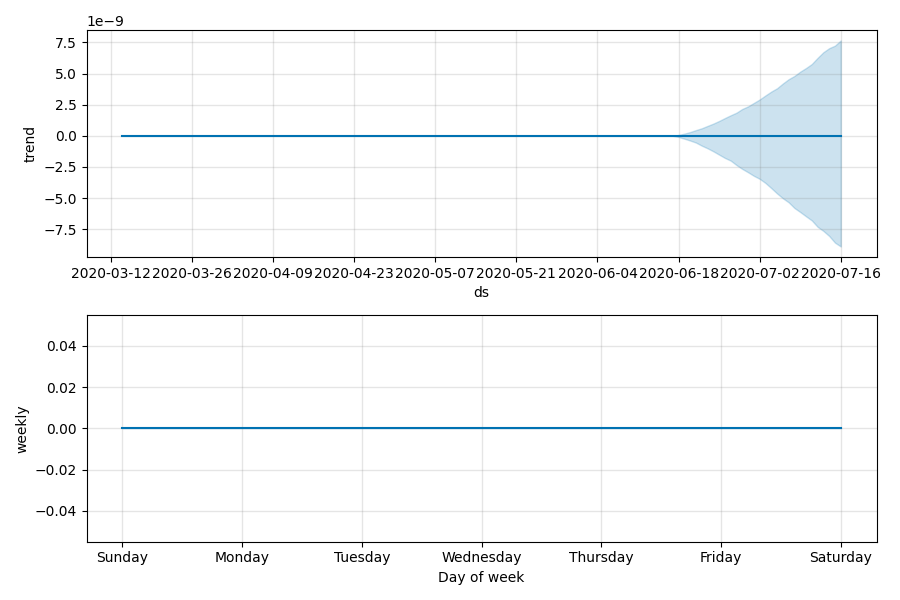 1e−9
7.5
5.0
2.5
0.0
−2.5
−5.0
−7.5
trend
2020-03-12 2020-03-26 2020-04-09 2020-04-23 2020-05-07 2020-05-21 2020-06-04 2020-06-18 2020-07-02 2020-07-16
ds
0.04
0.02
0.00
−0.02
−0.04
weekly
Sunday Monday Tuesday Wednesday Thursday Friday Saturday
Day of week